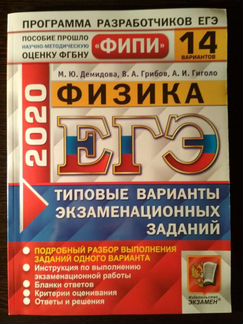 ПРОГРАММА РАЗРАБОТЧИКОВ ЕГЭ
ПОСОБИЕ ПРОШЛО
НАУЧНО-МЕТОДИЧЕСКУЮ
ОЦЕНКУ ФГБНУ
«ФИПИ»
14
ВАРИАНТОВ
М. Ю. Демидова, В. А. Грибов, А. И. Гиголо
2020
ФИЗИКА
ЕГЭ
ТИПОВЫЕ ВАРИАНТЫ
ЭКЗАМЕНАЦИОННЫХ
ЗАДАНИЙ
ПОДРОБНЫЙ РАЗБОР ВЫПОЛНЕНИЯ
ЗАДАНИЙ ОДНОГО ВАРИАНТА
Инструкция по выполнению
экзаменационной работы
Бланки ответов
Критерии оценивания
Ответы и решения
Издательство
ЭКЗАМЕН